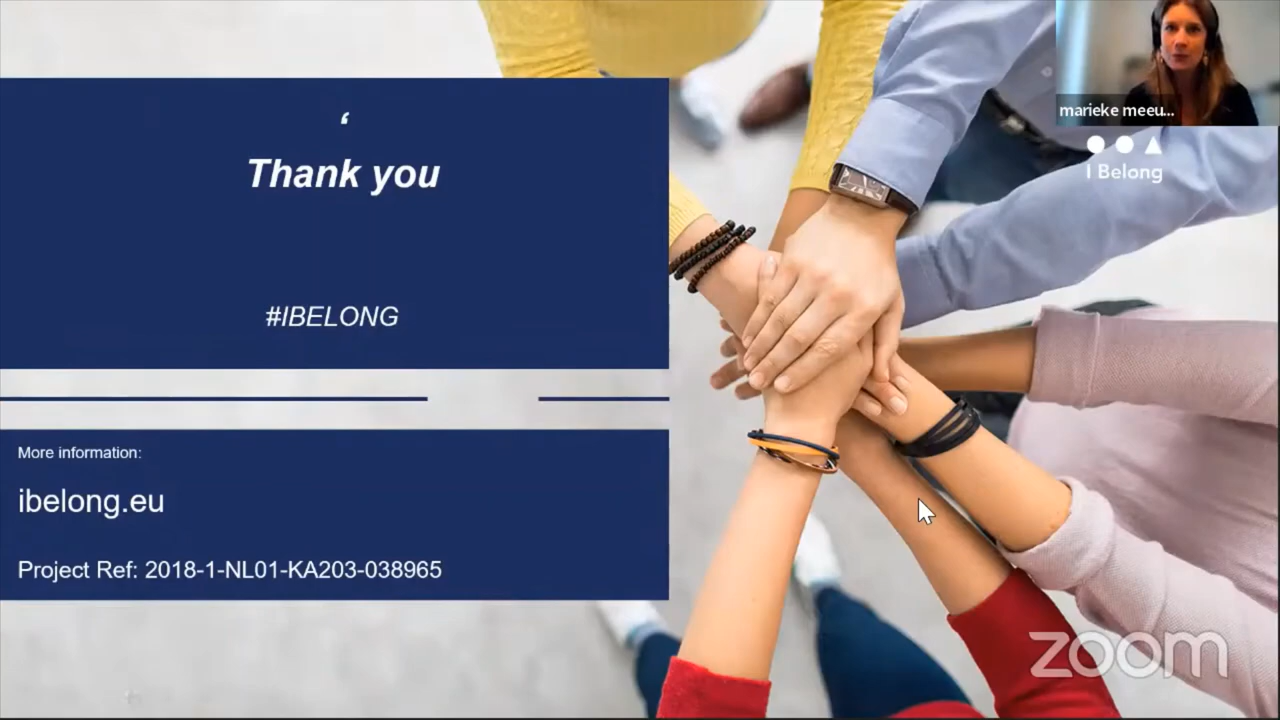 ‘
Thank you
#IBELONG
More information:
ibelong.eu
Project Ref: 2018-1-NL01-KA203-038965
marieke meeu...
I Belong
zoom